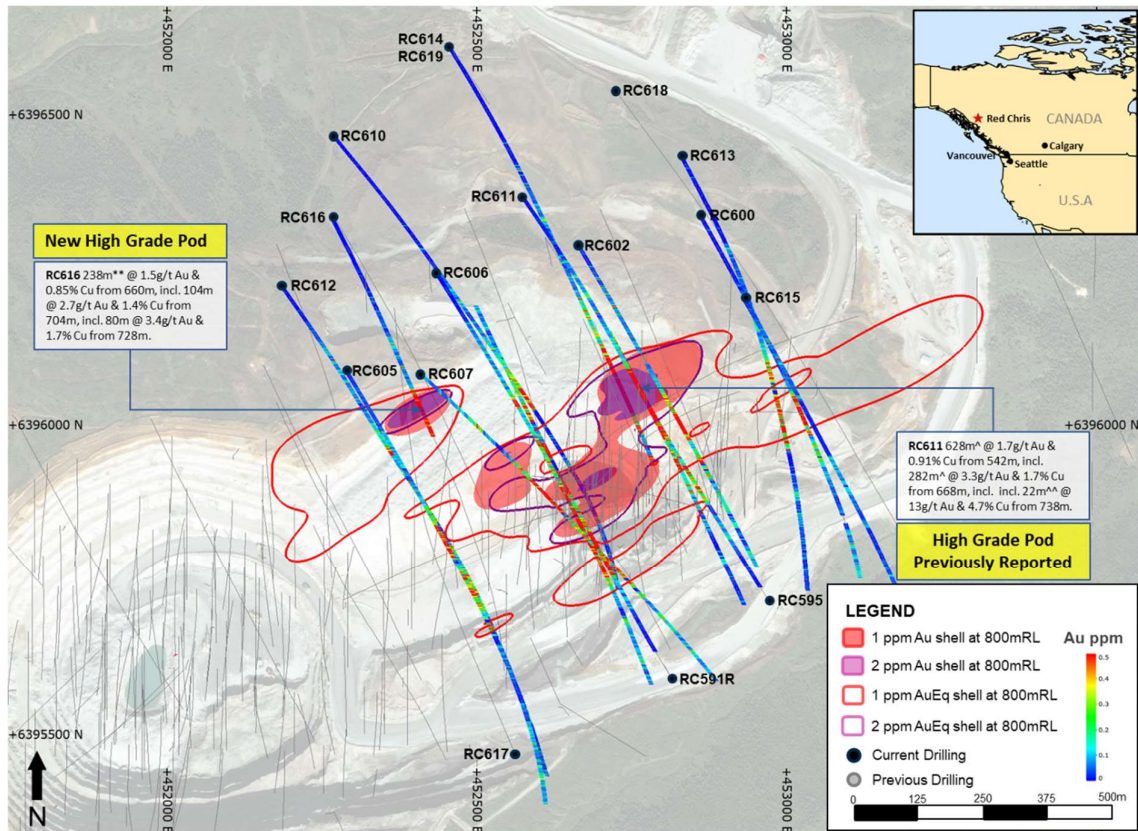 +452000 E
+452500 E
+453000 E
RC614
RC619
RC618
+6396500 N
RC610
RC613
RC611
RC616
RC600
RC602
CANADA
Red Chris
Vancouver
Calgary
Seattle
U.S.A
New High Grade Pod
RC616 238m** @ 1.5g/t Au &
0.85% Cu from 660m, incl. 104m
@ 2.7g/t Au & 1.4% Cu from
704m, incl. 80m @ 3.4g/t Au &
1.7% Cu from 728m.
RC606
RC612
RC615
RC605
RC607
+6396000 N
+6396000 N
RC611 628m^ @ 1.7g/t Au &
0.91% Cu from 542m, incl.
282m^ @ 3.3g/t Au & 1.7% Cu
from 668m, incl. incl. 22m^^ @
13g/t Au & 4.7% Cu from 738m.
High Grade Pod
Previously Reported
RC595
RC591R
+6395500 N
RC617
N
+452000 E
+452500 E
+453000 E
LEGEND
1 ppm Au shell at 800mRL
2 ppm Au shell at 800mRL
1 ppm AuEq shell at 800mRL
2 ppm AuEq shell at 800mRL
Current Drilling
Previous Drilling
Au ppm
0.5
0.4
0.3
0.2
0.1
0
0
125
250
375
500m